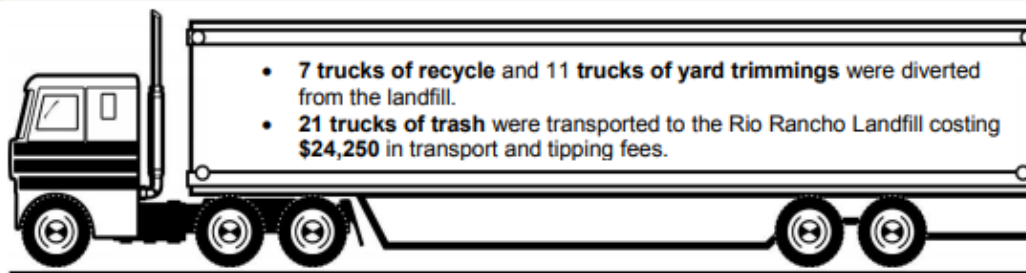 • 7 trucks of recycle and 11 trucks of yard trimmings were diverted
from the landfill.
• 21 trucks of trash were transported to the Rio Rancho Landfill costing
$24,250 in transport and tipping fees.